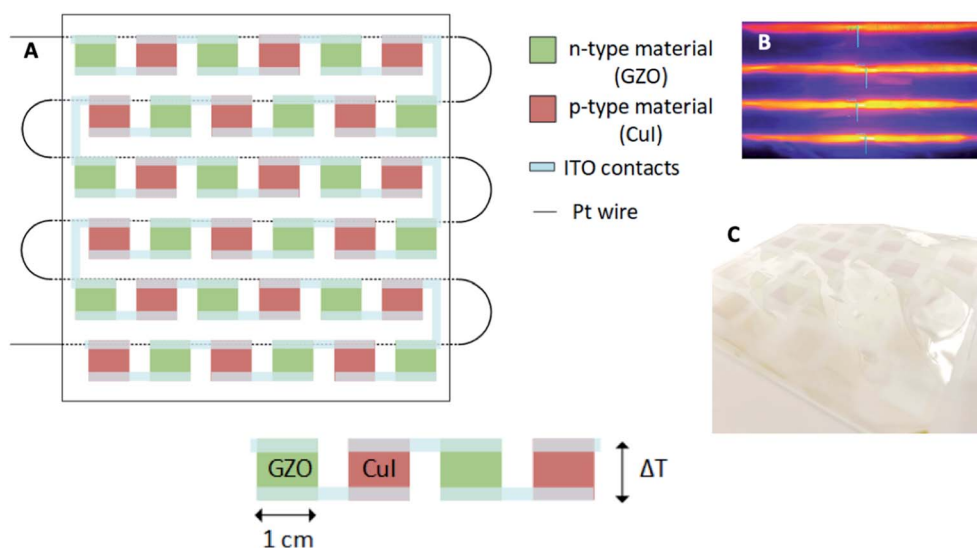 A
n-type material
(GZO)
p-type material
(CuI)
ITO contacts
Pt wire
B
C
GZO
CuI
ΔT
1 cm